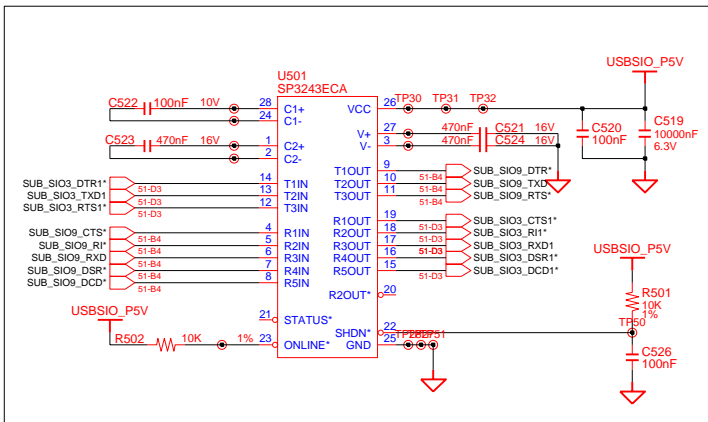 USBSIO_P5V
U501
SP3243ECA
C522 100nF 10V 28 C1+
24 C1-
C523 470nF 16V 1 C2+
2 C2-
VCC 26 TP30 TP31 TP32
V+ 27 470nF C521 16V
V- 3 470nF C524 16V
C520
100nF
C519
10000nF
6.3V
SUB_SIO3_DTR1* 51-D3 14 T1IN
SUB_SIO3_TXD1 51-D3 13 T2IN
SUB_SIO3_RTS1* 51-D3 12 T3IN
T1OUT 9 SUB_SIO9_DTR*
T2OUT 10 51-B4 SUB_SIO9_TXD
T3OUT 11 51-B4 SUB_SIO9_RTS*
SUB_SIO9_CTS* 51-B4 4 R1IN
SUB_SIO9_RI* 51-B4 5 R2IN
SUB_SIO9_RXD 51-B4 6 R3IN
SUB_SIO9_DSR* 51-B4 7 R4IN
SUB_SIO9_DCD* 51-B4 8 R5IN
R1OUT 19 SUB_SIO3_CTS1*
R2OUT 18 51-D3 SUB_SIO3_RI1*
R3OUT 17 51-D3 SUB_SIO3_RXD1
R4OUT 16 51-D3 SUB_SIO3_DSR1*
R5OUT 15 51-D3 SUB_SIO3_DCD1*
R2OUT* 20
21 STATUS*
USBSIO_P5V
R502 10K 1% 23 ONLINE*
SHDN* 22
GND 25
USBSIO_P5V
R501
10K
1%
TP50
C526
100nF